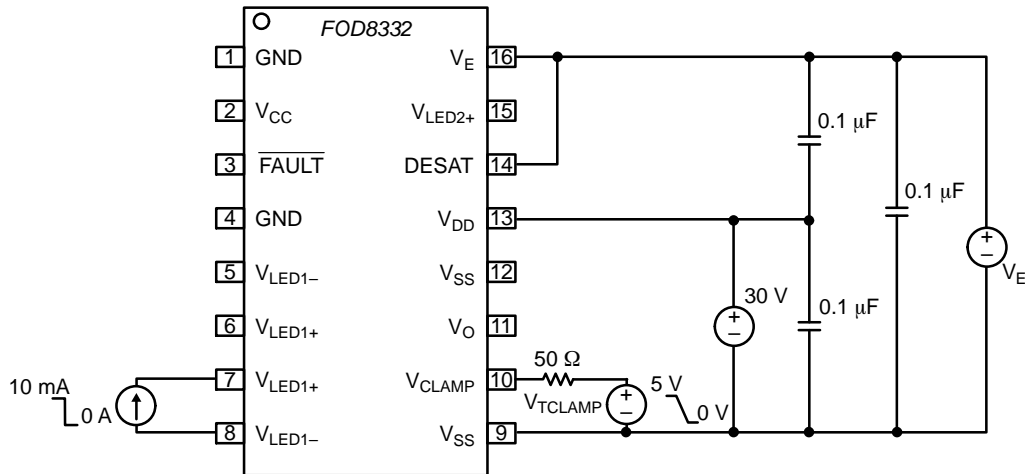 FOD8332
1 GND VE 16
2 VCC VLED2+ 15
3 FAULT DESAT 14
4 GND VDD 13
5 VLED1− VSS 12
6 VLED1+ VO 11
7 VLED1+ VCLAMP 10
8 VLED1− VSS 9
10 mA
0 A
50 Ω
VTCLAMP
+
−
5 V
0 V
30 V
+
−
0.1 μF
0.1 μF
0.1 μF
+
−
VE